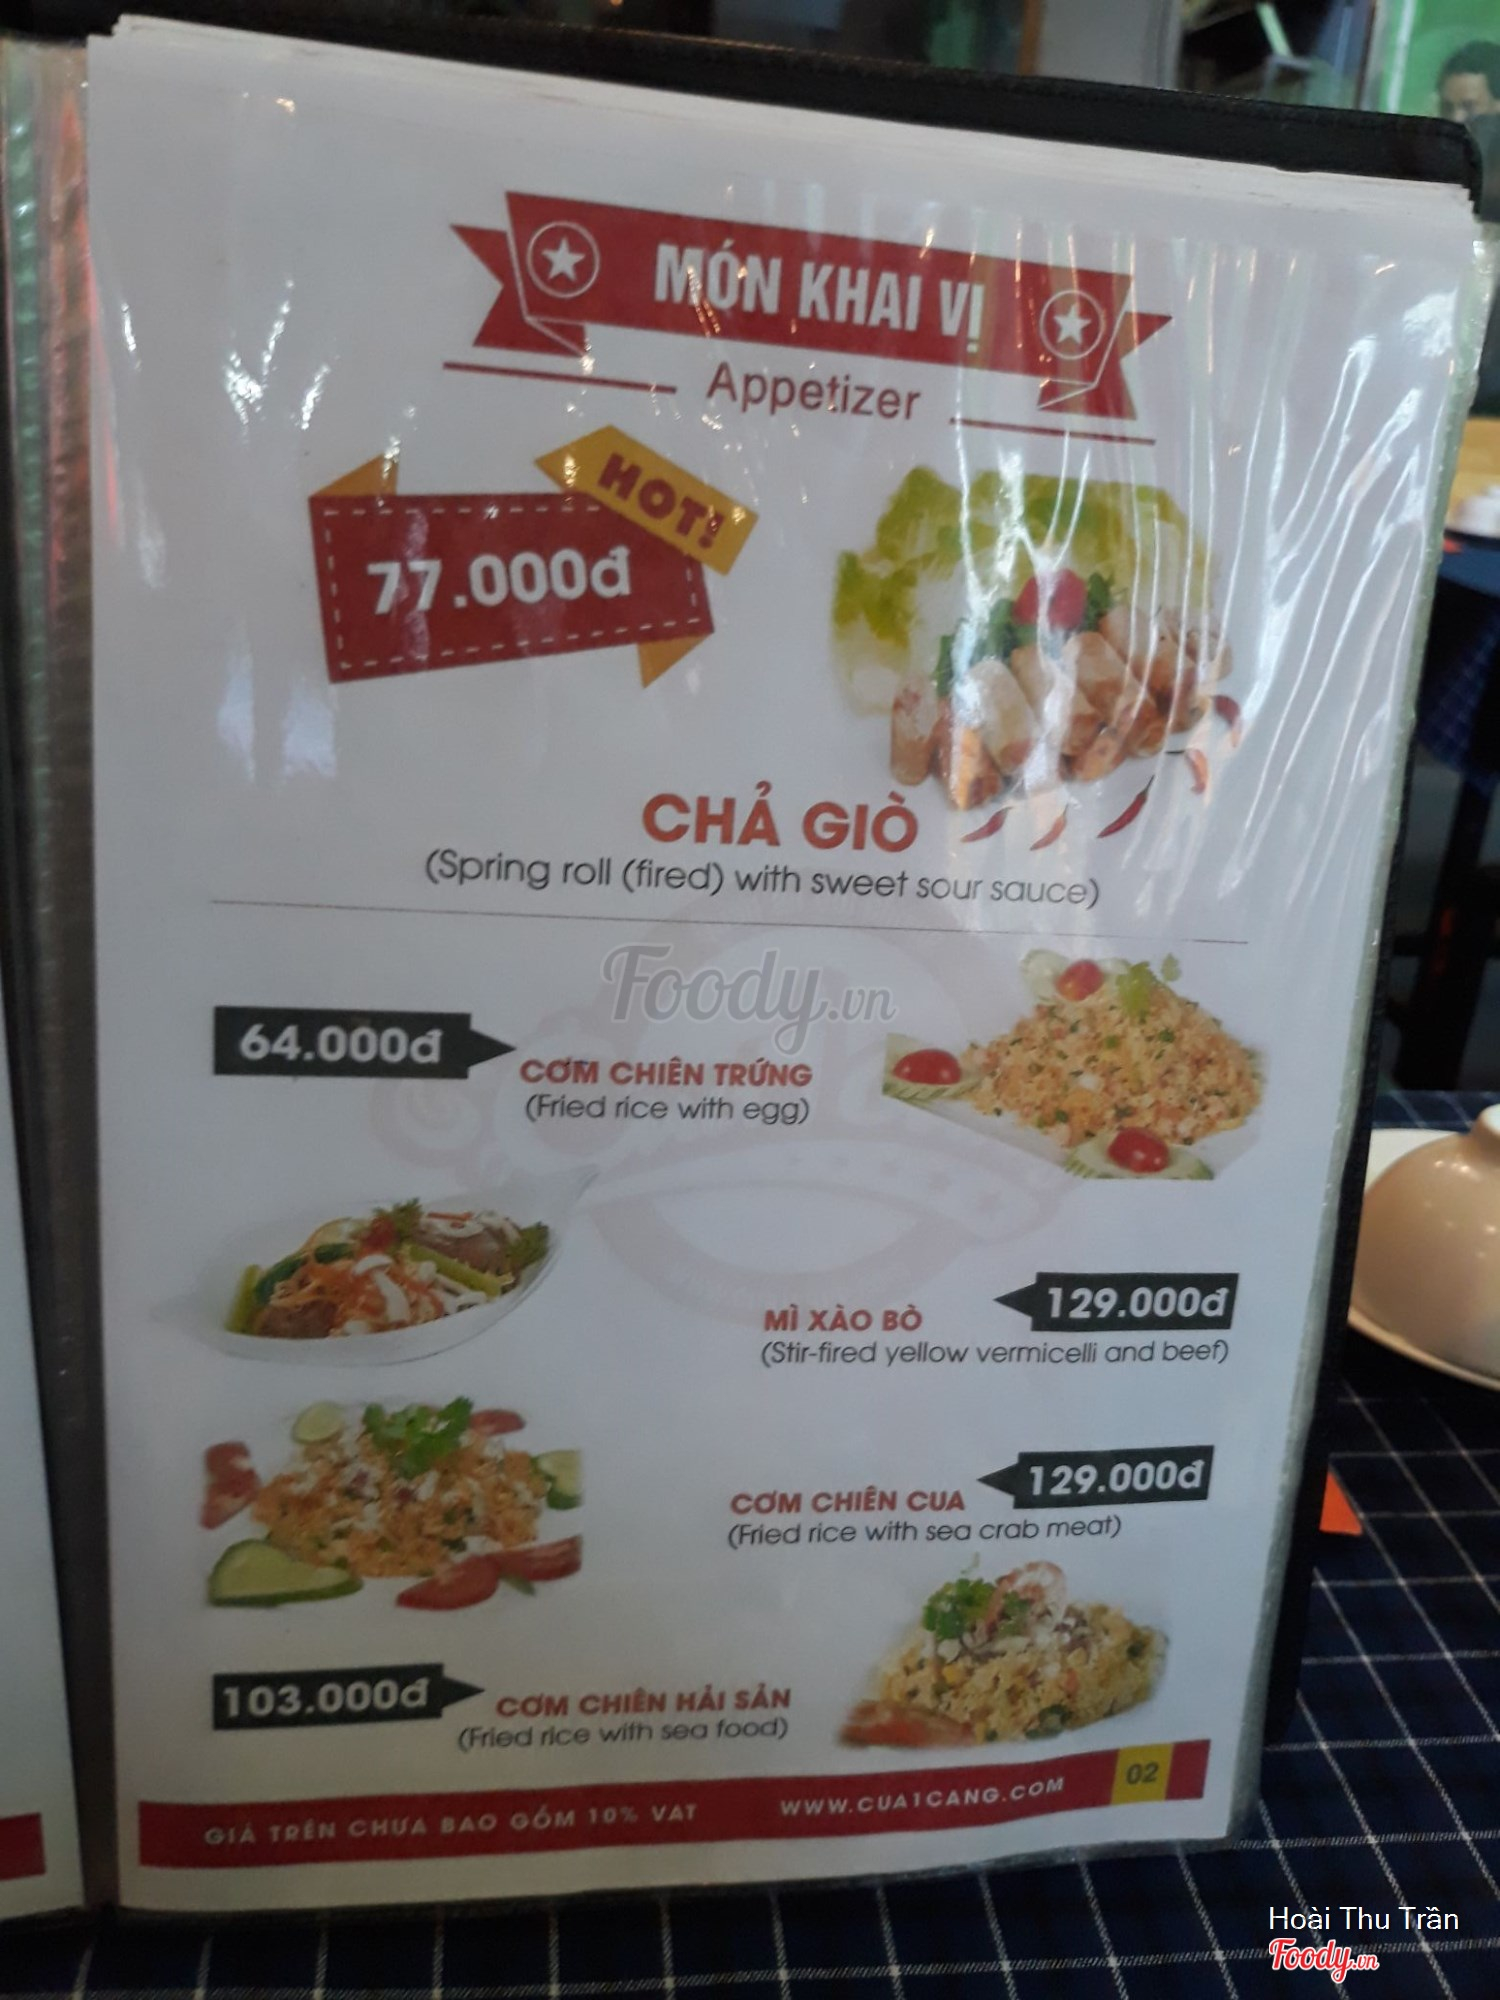 MÓN KHAI VỊ
Appetizer
HOT!
77.000đ
CHẢ GIÒ
(Spring roll (fired) with sweet sour sauce)
Foody.vn
64.000đ
CƠM CHIÊN TRỨNG
(Fried rice with egg)
129.000đ
MÌ XÀO BÒ
(Stir-fired yellow vermicelli and beef)
129.000đ
CƠM CHIÊN CUA
(Fried rice with sea crab meat)
103.000đ
CƠM CHIÊN HẢI SẢN
(Fried rice with sea food)
GIÁ TRÊN CHƯA BAO GỒM 10% VAT WWW.CUA1CANG.COM 02
Hoài Thu Trần
Foody.vn